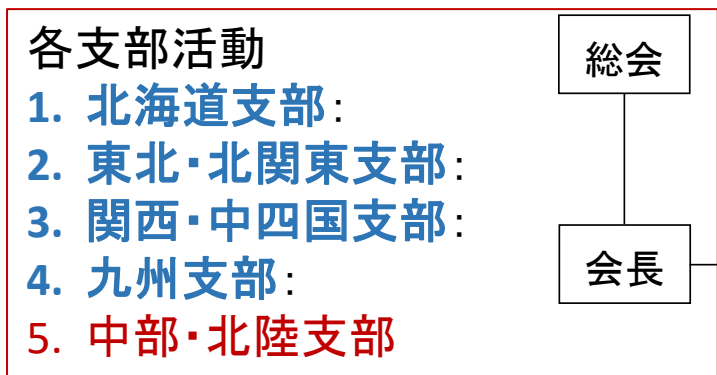 各支部活動
1. 北海道支部:
2. 東北・北関東支部:
3. 関西・中四国支部:
4. 九州支部:
5. 中部・北陸支部
総会
会長